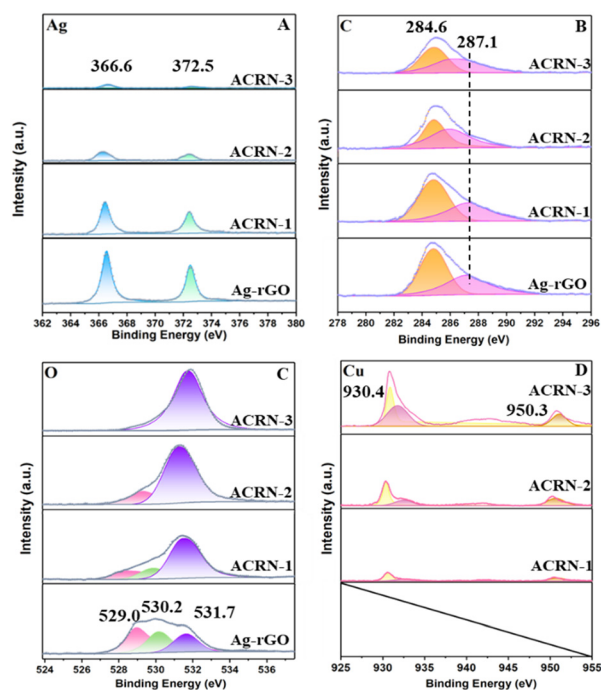 Ag A
366.6 372.5
ACRN-3
ACRN-2
ACRN-1
Ag-rGO
Intensity (a.u.)
362 364 366 368 370 372 374 376 378 380
Binding Energy (eV)
C B
284.6
287.1
ACRN-3
ACRN-2
ACRN-1
Ag-rGO
Intensity (a.u.)
278 280 282 284 286 288 290 292 294 296
Binding Energy (eV)
O C
ACRN-3
ACRN-2
ACRN-1
529.0 530.2 531.7
Ag-rGO
Intensity (a.u.)
524 526 528 530 532 534 536
Binding Energy (eV)
Cu D
930.4
ACRN-3
950.3
ACRN-2
ACRN-1
Intensity (a.u.)
925 930 935 940 945 950 955
Binding Energy (eV)